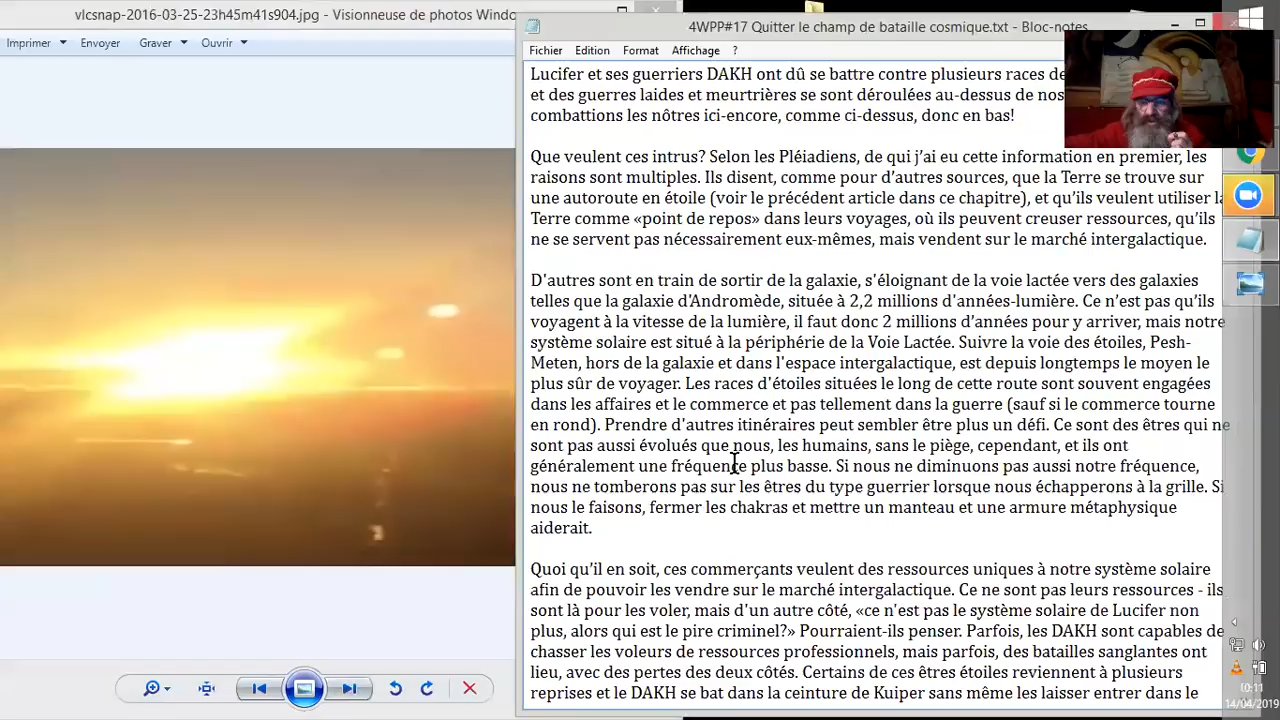 vlcsnap-2016-03-25-23h45m41s904.jpg - Visionneuse de photos Windo
Imprimer Envoyer Graver Ouvrir
4WPP#17 Quitter le champ de bataille cosmique.txt - Bloc-notes
Fichier Edition Format Affichage ?
Lucifer et ses guerriers DAKH ont dû se battre contre plusieurs races de
et des guerres laides et meurtrières se sont déroulées au-dessus de nos
combattions les nôtres ici-encore, comme ci-dessus, donc en bas!
Que veulent ces intrus? Selon les Pléiadiens, de qui j'ai eu cette information en premier, les
raisons sont multiples. Ils disent, comme pour d'autres sources, que la Terre se trouve sur
une autoroute en étoile (voir le précédent article dans ce chapitre), et qu'ils veulent utiliser la
Terre comme «point de repos» dans leurs voyages, où ils peuvent creuser ressources, qu'ils
ne se servent pas nécessairement eux-mêmes, mais vendent sur le marché intergalactique.
D'autres sont en train de sortir de la galaxie, s'éloignant de la voie lactée vers des galaxies
telles que la galaxie d'Andromède, située à 2,2 millions d'années-lumière. Ce n'est pas qu'ils
voyagent à la vitesse de la lumière, il faut donc 2 millions d'années pour y arriver, mais notre
système solaire est situé à la périphérie de la Voie Lactée. Suivre la voie des étoiles, Pesh-
Meten, hors de la galaxie et dans l'espace intergalactique, est depuis longtemps le moyen le
plus sûr de voyager. Les races d'étoiles situées le long de cette route sont souvent engagées
dans les affaires et le commerce et pas tellement dans la guerre (sauf si le commerce tourne
en rond). Prendre d'autres itinéraires peut sembler être plus un défi. Ce sont des êtres qui ne
sont pas aussi évolués que nous, les humains, sans le piège, cependant, et ils ont
généralement une fréquence plus basse. Si nous ne diminuons pas aussi notre fréquence,
nous ne tomberons pas sur les êtres du type guerrier lorsque nous échapperons à la grille. Si
nous le faisons, fermer les chakras et mettre un manteau et une armure métaphysique
aiderait.
Quoi qu'il en soit, ces commerçants veulent des ressources uniques à notre système solaire
afin de pouvoir les vendre sur le marché intergalactique. Ce ne sont pas leurs ressources - ils
sont là pour les voler, mais d'un autre côté, «ce n'est pas le système solaire de Lucifer non
plus, alors qui est le pire criminel?» Pourraient-ils penser. Parfois, les DAKH sont capables de
chasser les voleurs de ressources professionnels, mais parfois, des batailles sanglantes ont
lieu, avec des pertes des deux côtés. Certains de ces êtres étoiles reviennent à plusieurs
reprises et le DAKH se bat dans la ceinture de Kuiper sans même les laisser entrer dans le
00:11
14/04/2019